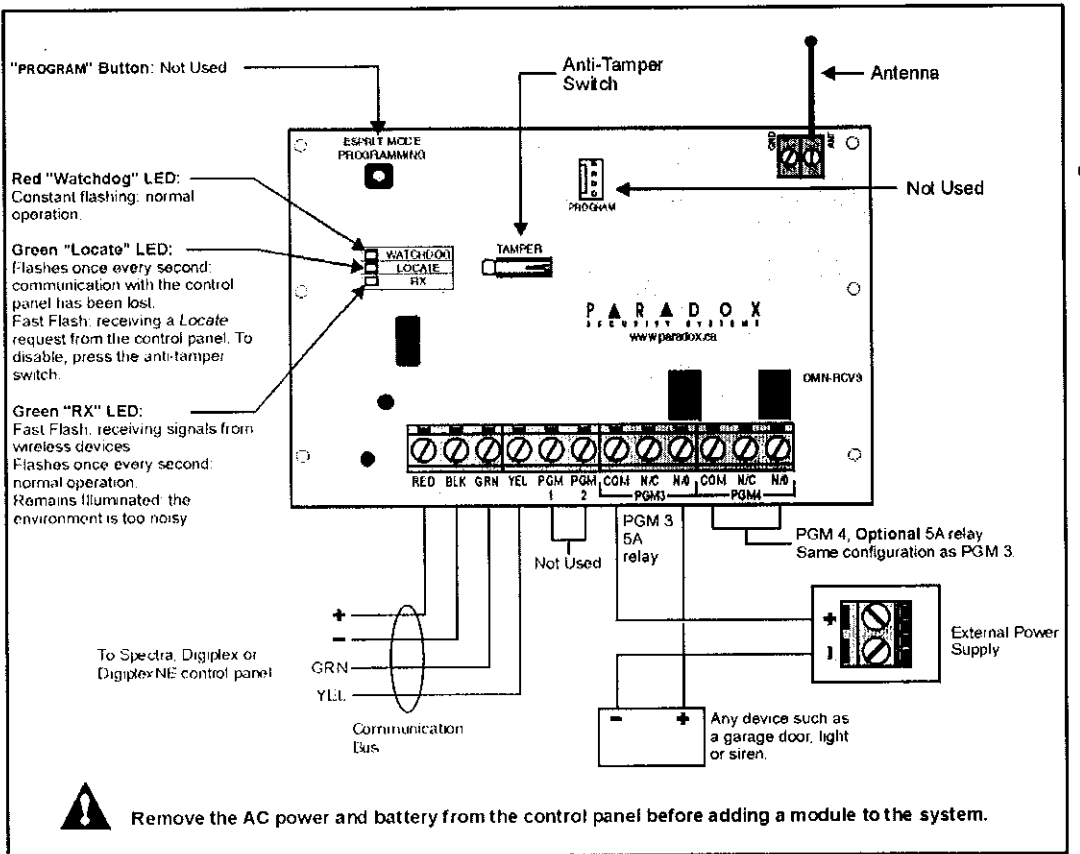 "PROGRAM" Button: Not Used
Anti-Tamper
Switch
Antenna
ESPRIT MODE
PROGRAMMING
GND
ANT
PROGRAM
Not Used
Red "Watchdog" LED:
Constant flashing: normal
operation.
Green "Locate" LED:
Flashes once every second:
communication with the control
panel has been lost.
Fast Flash: receiving a Locate
request from the control panel. To
disable, press the anti-tamper
switch.
Green "RX" LED:
Fast Flash: receiving signals from
wireless devices
Flashes once every second:
normal operation.
Remains Illuminated: the
environment is too noisy
WATCHDOG
LOCATE
RX
TAMPER
PARADOX
SECURITY SYSTEMS
www.paradox.ca
OMN-RCV3
RED BLK GRN YEL PGM 1 PGM 2 COM N/C N/O COM N/C N/O
PGM3 PGM4
Not Used
PGM 3
5A
relay
PGM 4, Optional 5A relay
Same configuration as PGM 3.
+
−
GRN
YEL
To Spectra, Digiplex or
DigiplexNE control panel
Communication
Bus
+
-
External Power
Supply
- +
Any device such as
a garage door, light
or siren.
Remove the AC power and battery from the control panel before adding a module to the system.